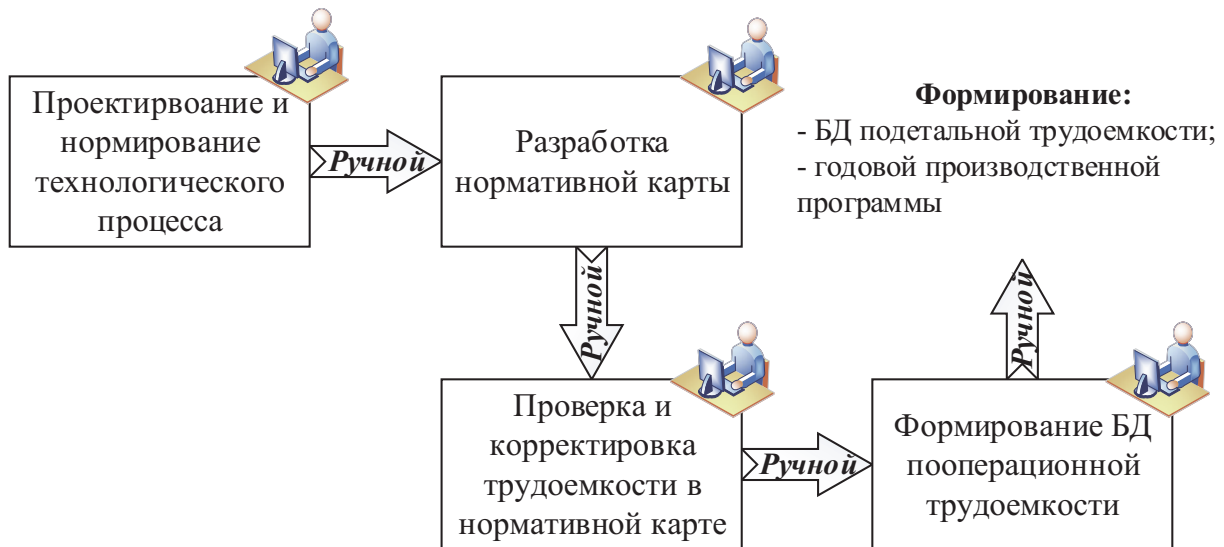 Проектирвоание и
нормирование
технологического
процесса
Ручной
Разработка
нормативной карты
Ручной
Проверка и
корректировка
трудоемкости в
нормативной карте
Ручной
Формирование БД
пооперационной
трудоемкости
Ручной
Формирование:
- БД подетальной трудоемкости;
- годовой производственной
программы